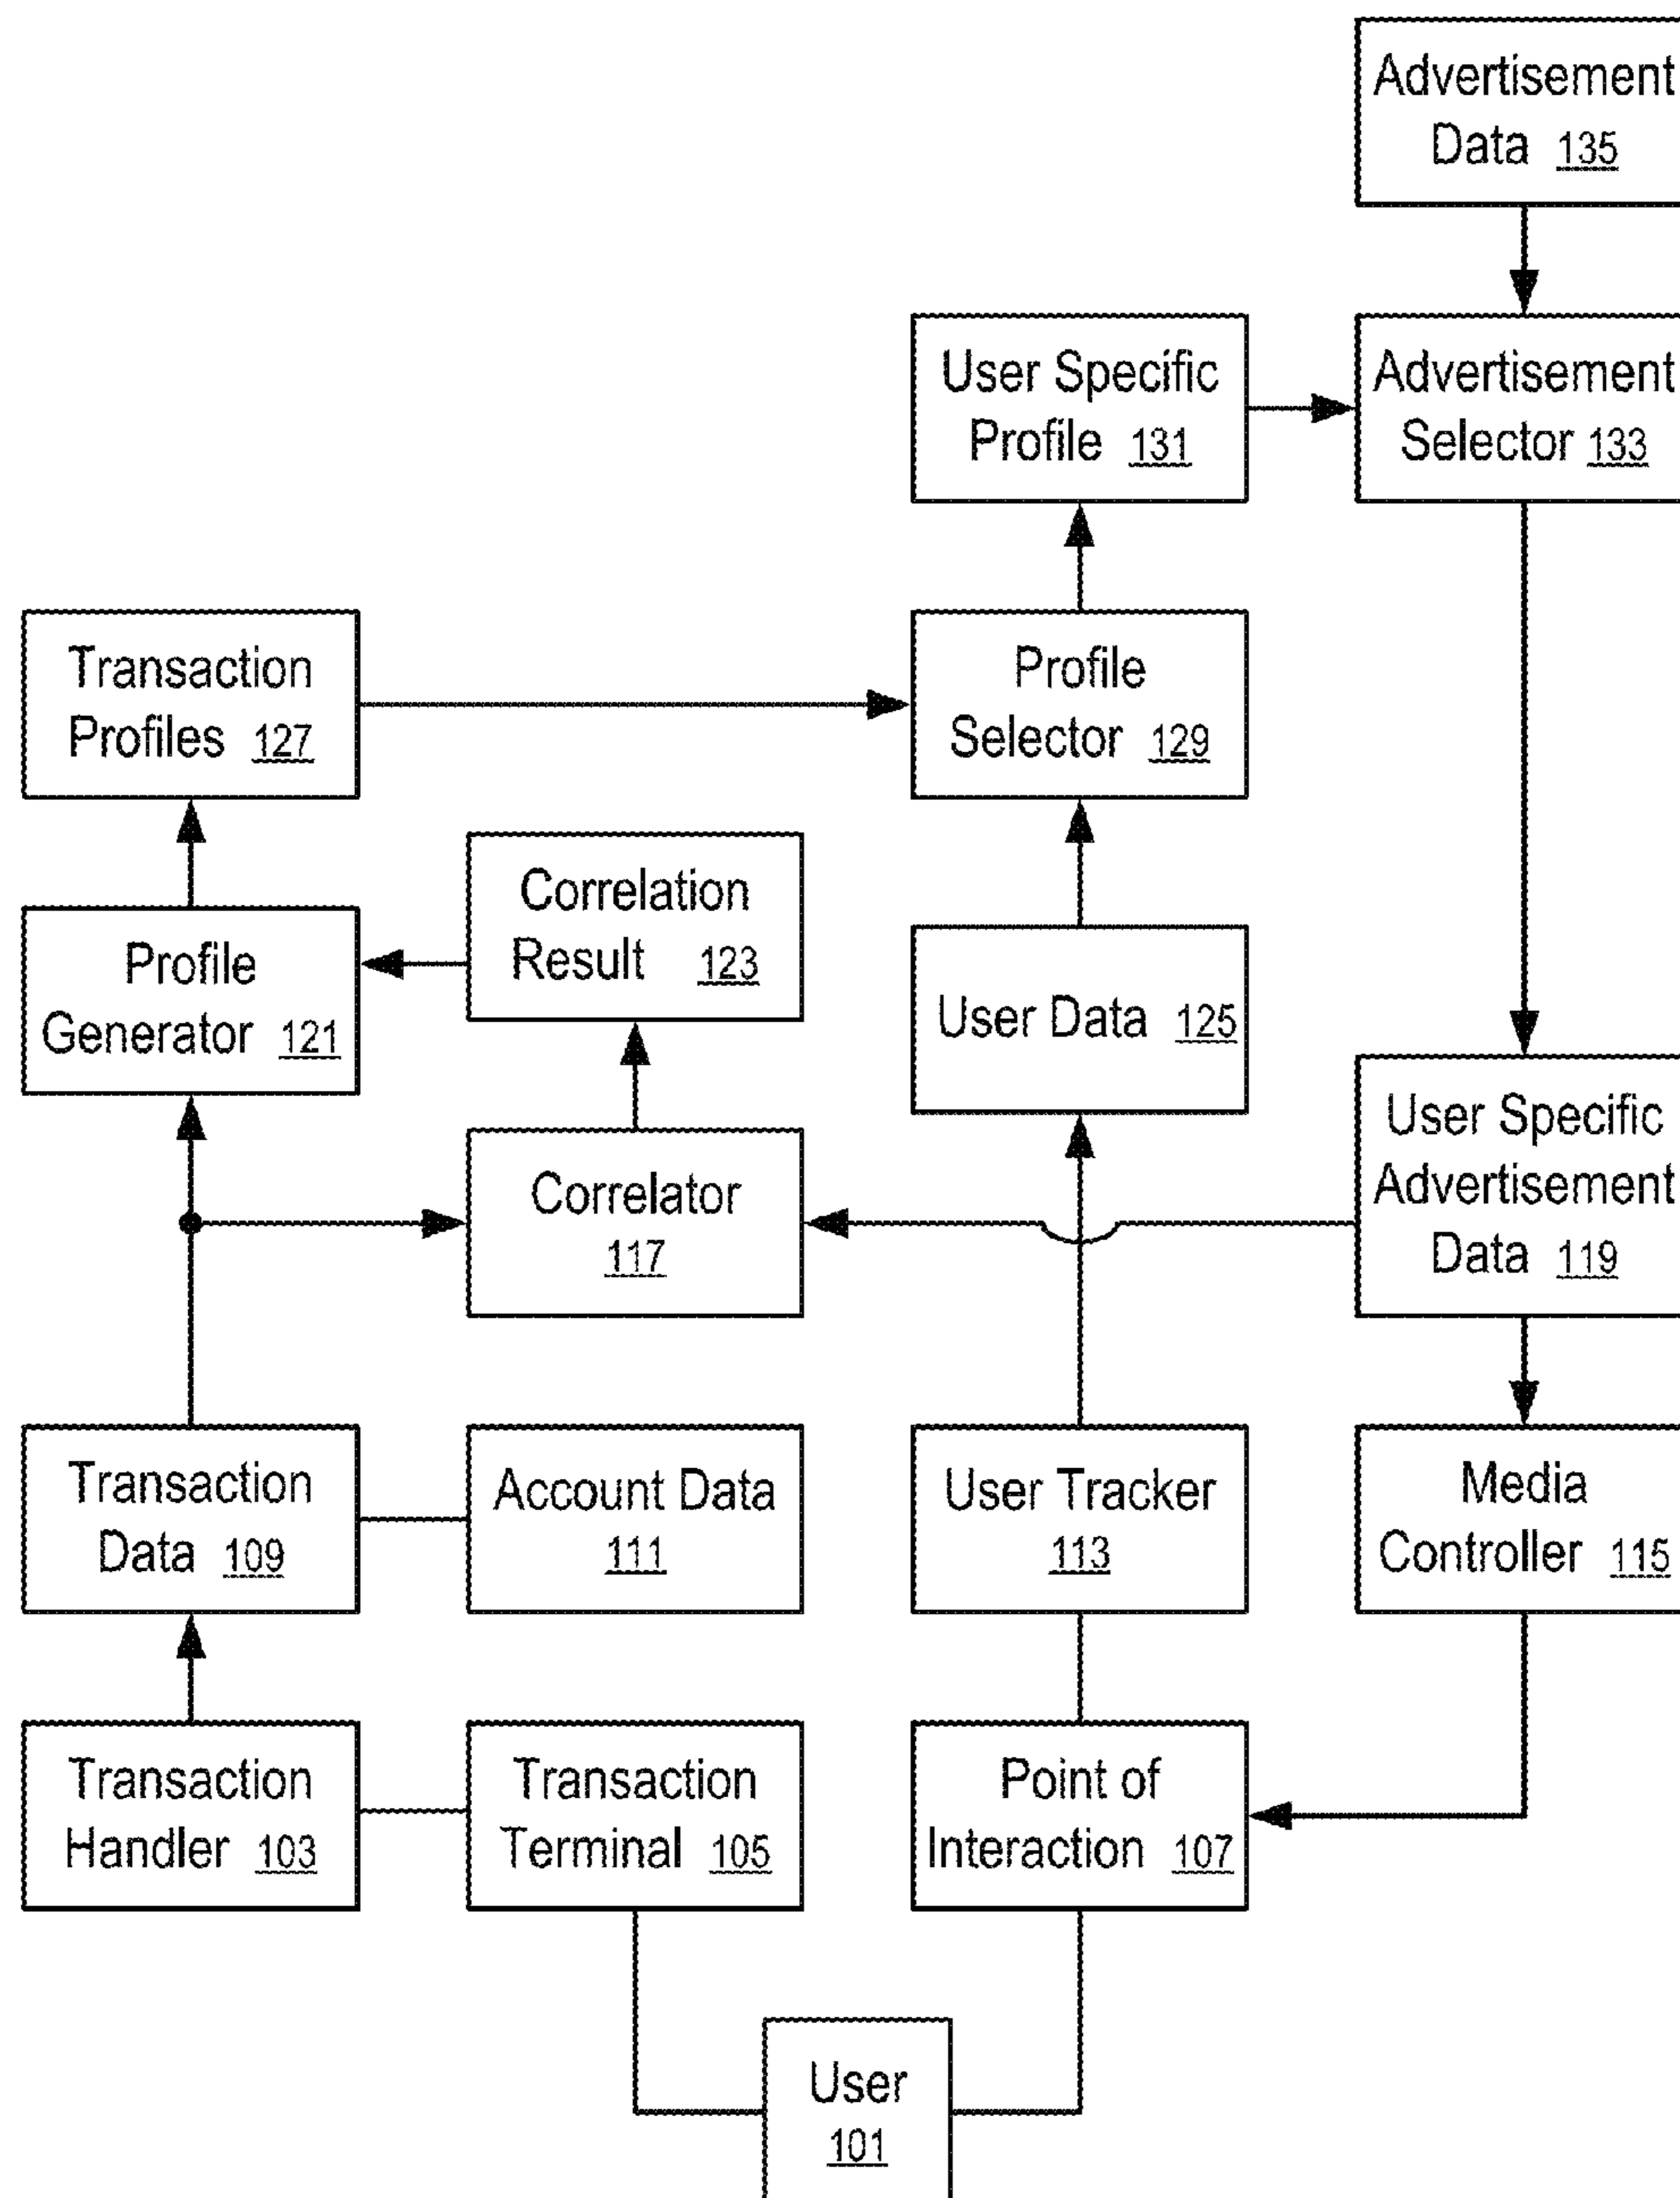 Advertisement
Data 135
User Specific
Profile 131
Advertisement
Selector 133
Transaction
Profiles 127
Profile
Selector 129
Correlation
Result 123
Profile
Generator 121
User Data 125
User Specific
Advertisement
Data 119
Correlator
117
Transaction
Data 109
Account Data
111
User Tracker
113
Media
Controller 115
Transaction
Handler 103
Transaction
Terminal 105
Point of
Interaction 107
User
101